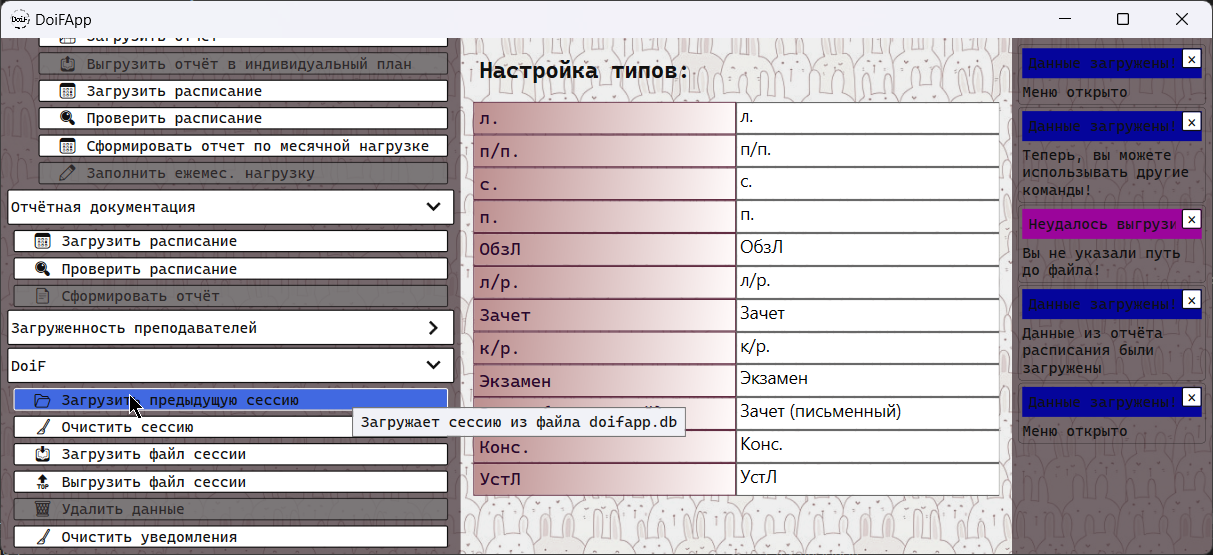 DoiF
DoiFApp
Загрузить отчёт
Выгрузить отчёт в индивидуальный план
Загрузить расписание
Проверить расписание
Сформировать отчет по месячной нагрузке
Заполнить ежемес. нагрузку
Отчётная документация
Загрузить расписание
Проверить расписание
Сформировать отчёт
Загруженность преподавателей
DoiF
Загрузить предыдущую сессию
Очистить сессию
Загрузить файл сессии
Выгрузить файл сессии
Удалить данные
Очистить уведомления
Загружает сессию из файла doifapp.db
Настройка типов:
л. л.
п/п. п/п.
с. с.
п. п.
ОбзЛ ОбзЛ
л/р. л/р.
Зачет Зачет
к/р. к/р.
Экзамен Экзамен
Зачет (письменный)
Конс. Конс.
УстЛ УстЛ
Данные загружены!
Меню открыто
Данные загружены!
Теперь, вы можете
использовать другие
команды!
Неудалось выгрузи
Вы не указали путь
до файла!
Данные загружены!
Данные из отчёта
расписания были
загружены
Данные загружены!
Меню открыто